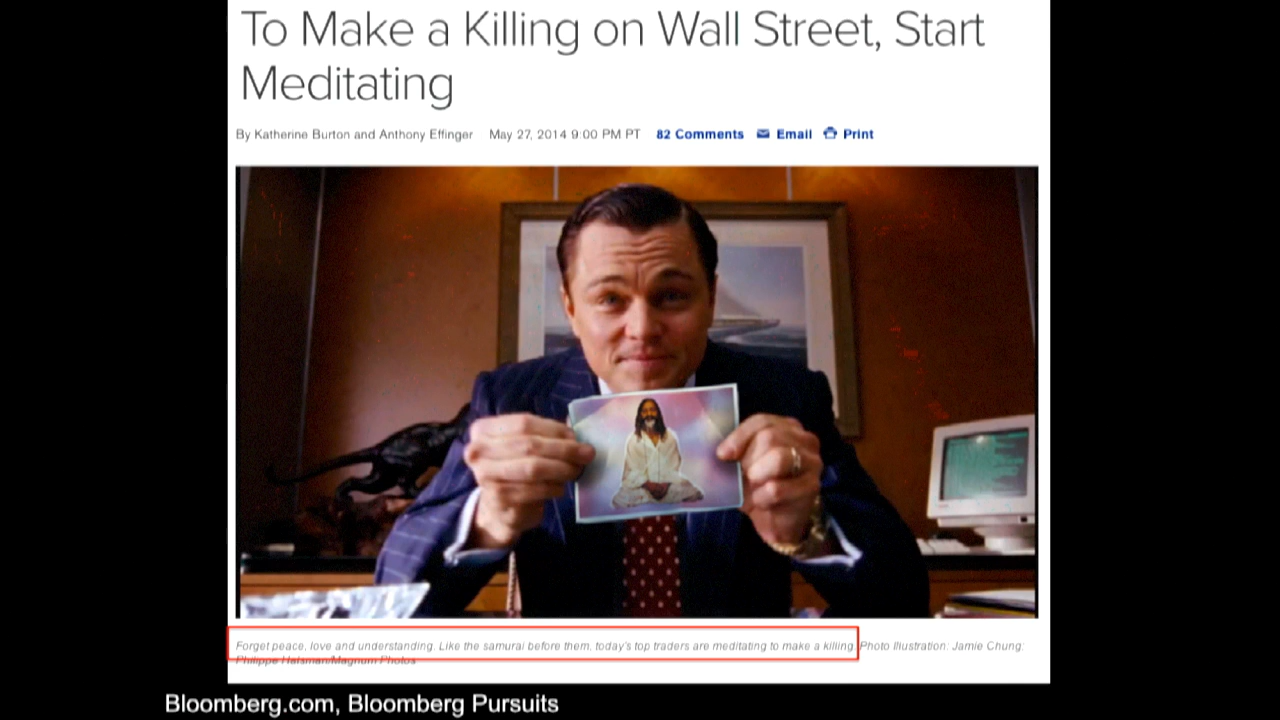 To Make a Killing on Wall Street, Start
Meditating
By Katherine Burton and Anthony Effinger May 27, 2014 9:00 PM PT 82 Comments Email Print
Forget peace, love and understanding. Like the samurai before them, today's top traders are meditating to make a killing. Photo Illustration: Jamie Chung;
Philippe Halsman/Magnum Photos
Bloomberg.com, Bloomberg Pursuits